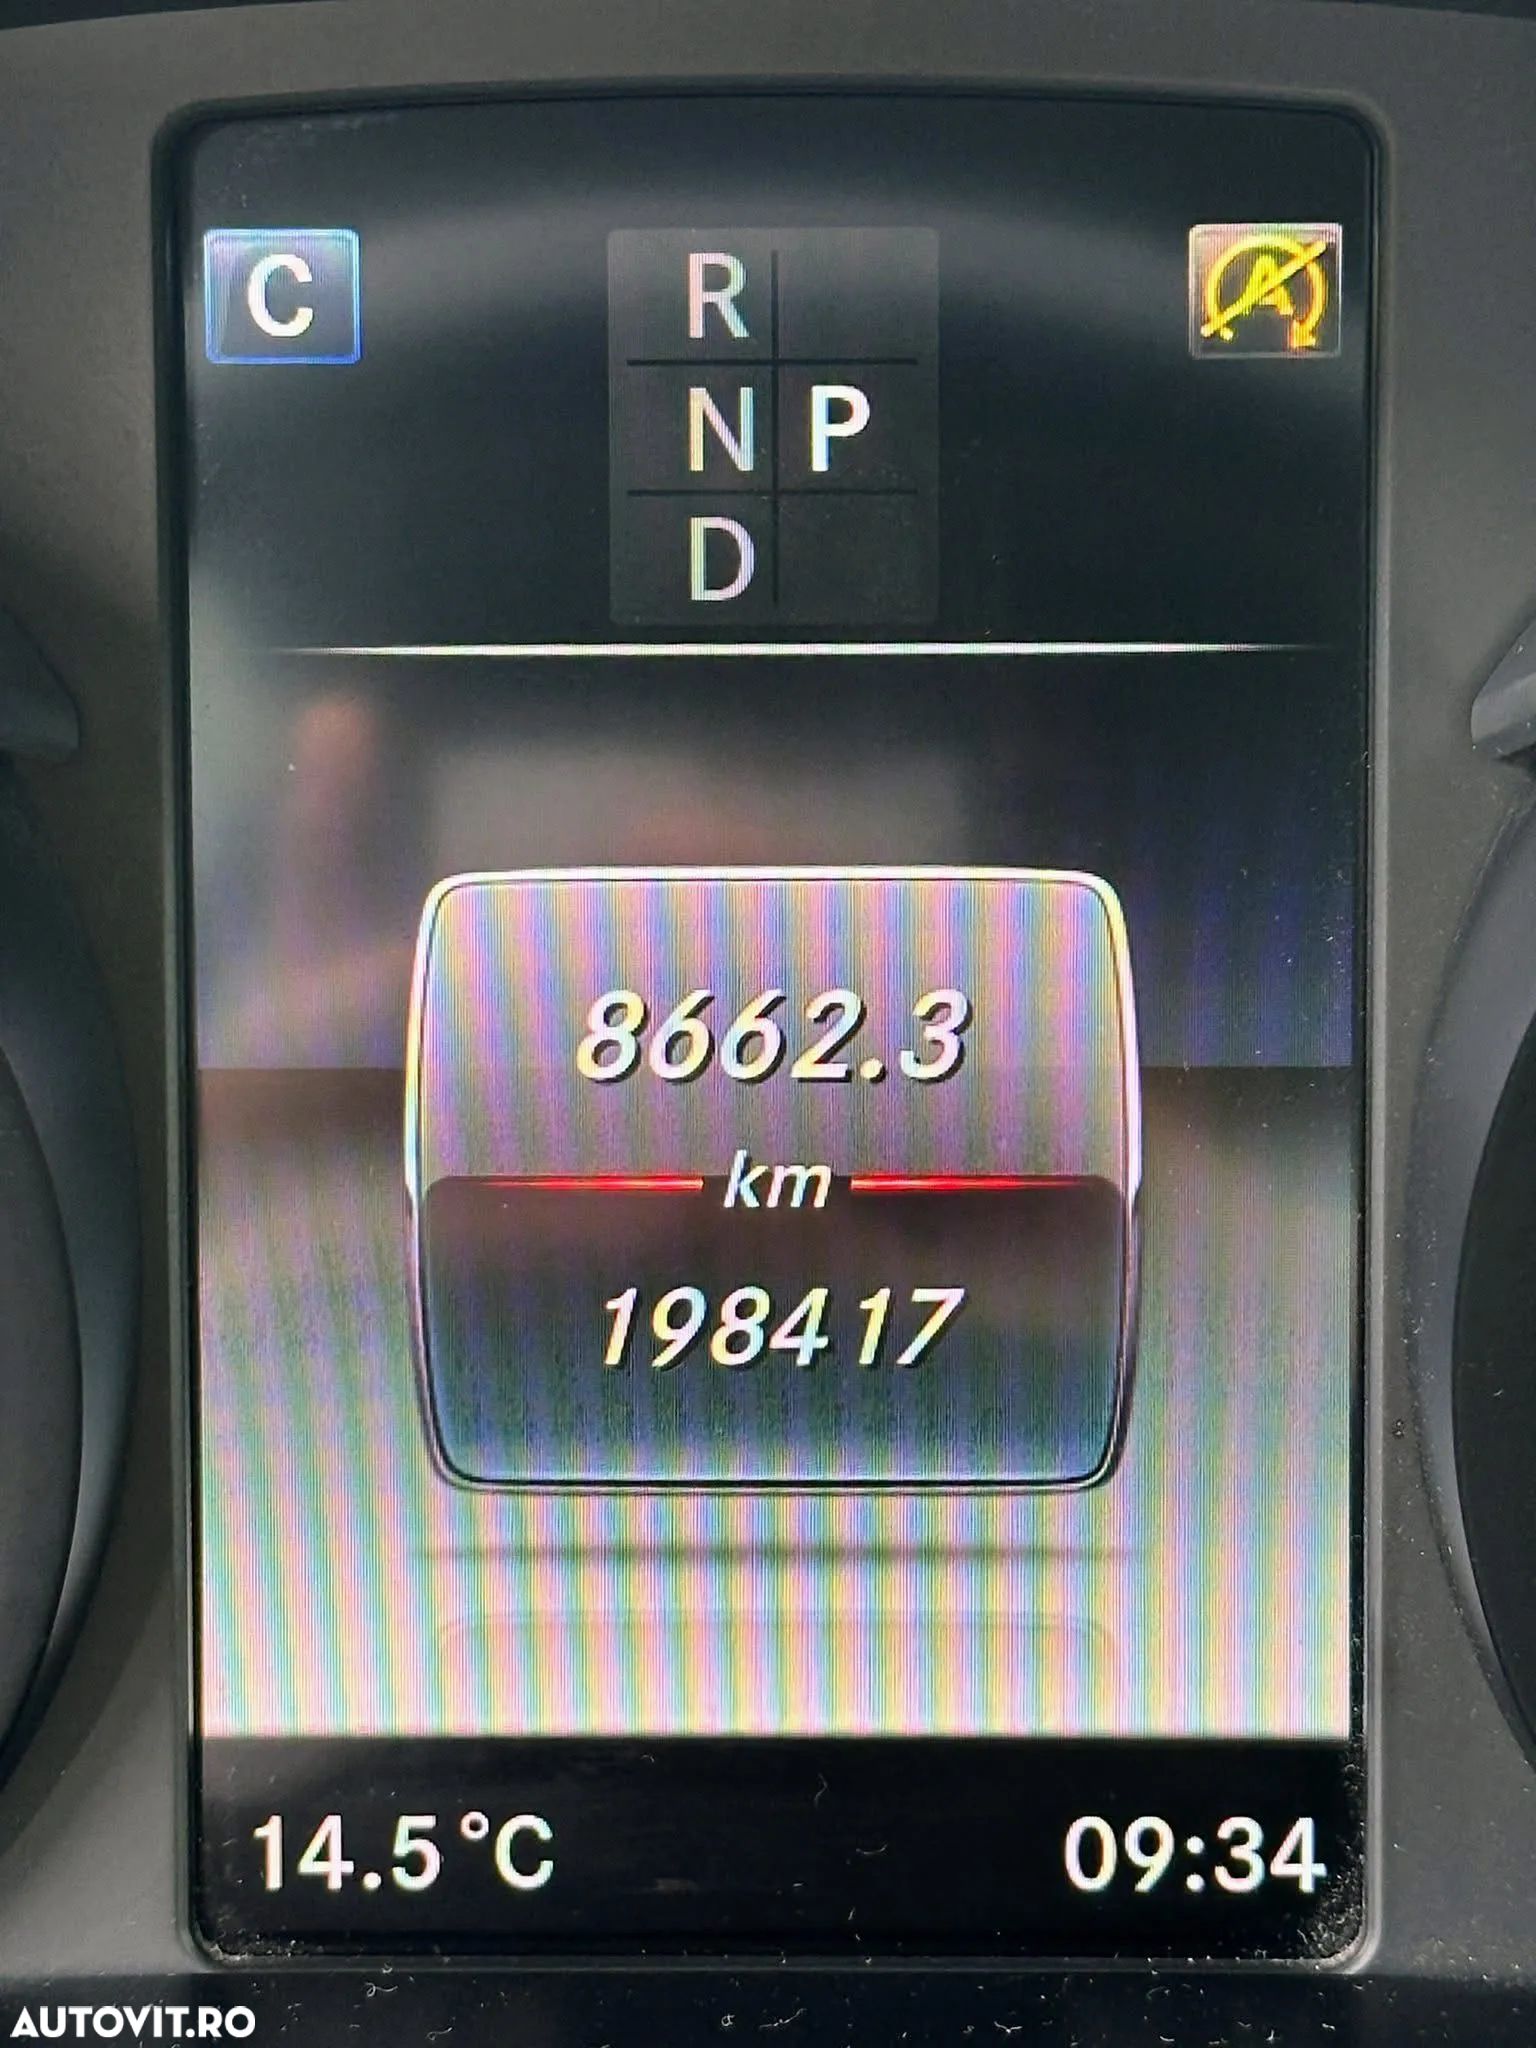 C
A
R
N P
D
8662.3
km
198417
14.5°C 09:34
AUTOVIT.RO